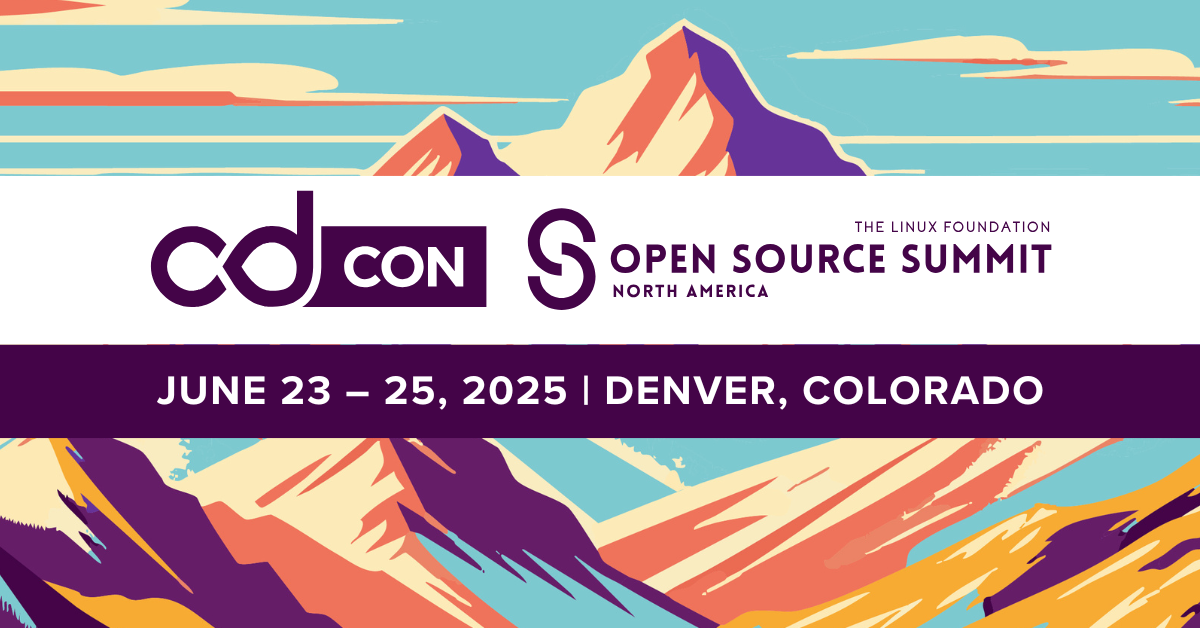 cd CON
THE LINUX FOUNDATION
OPEN SOURCE SUMMIT
NORTH AMERICA
JUNE 23 – 25, 2025 | DENVER, COLORADO